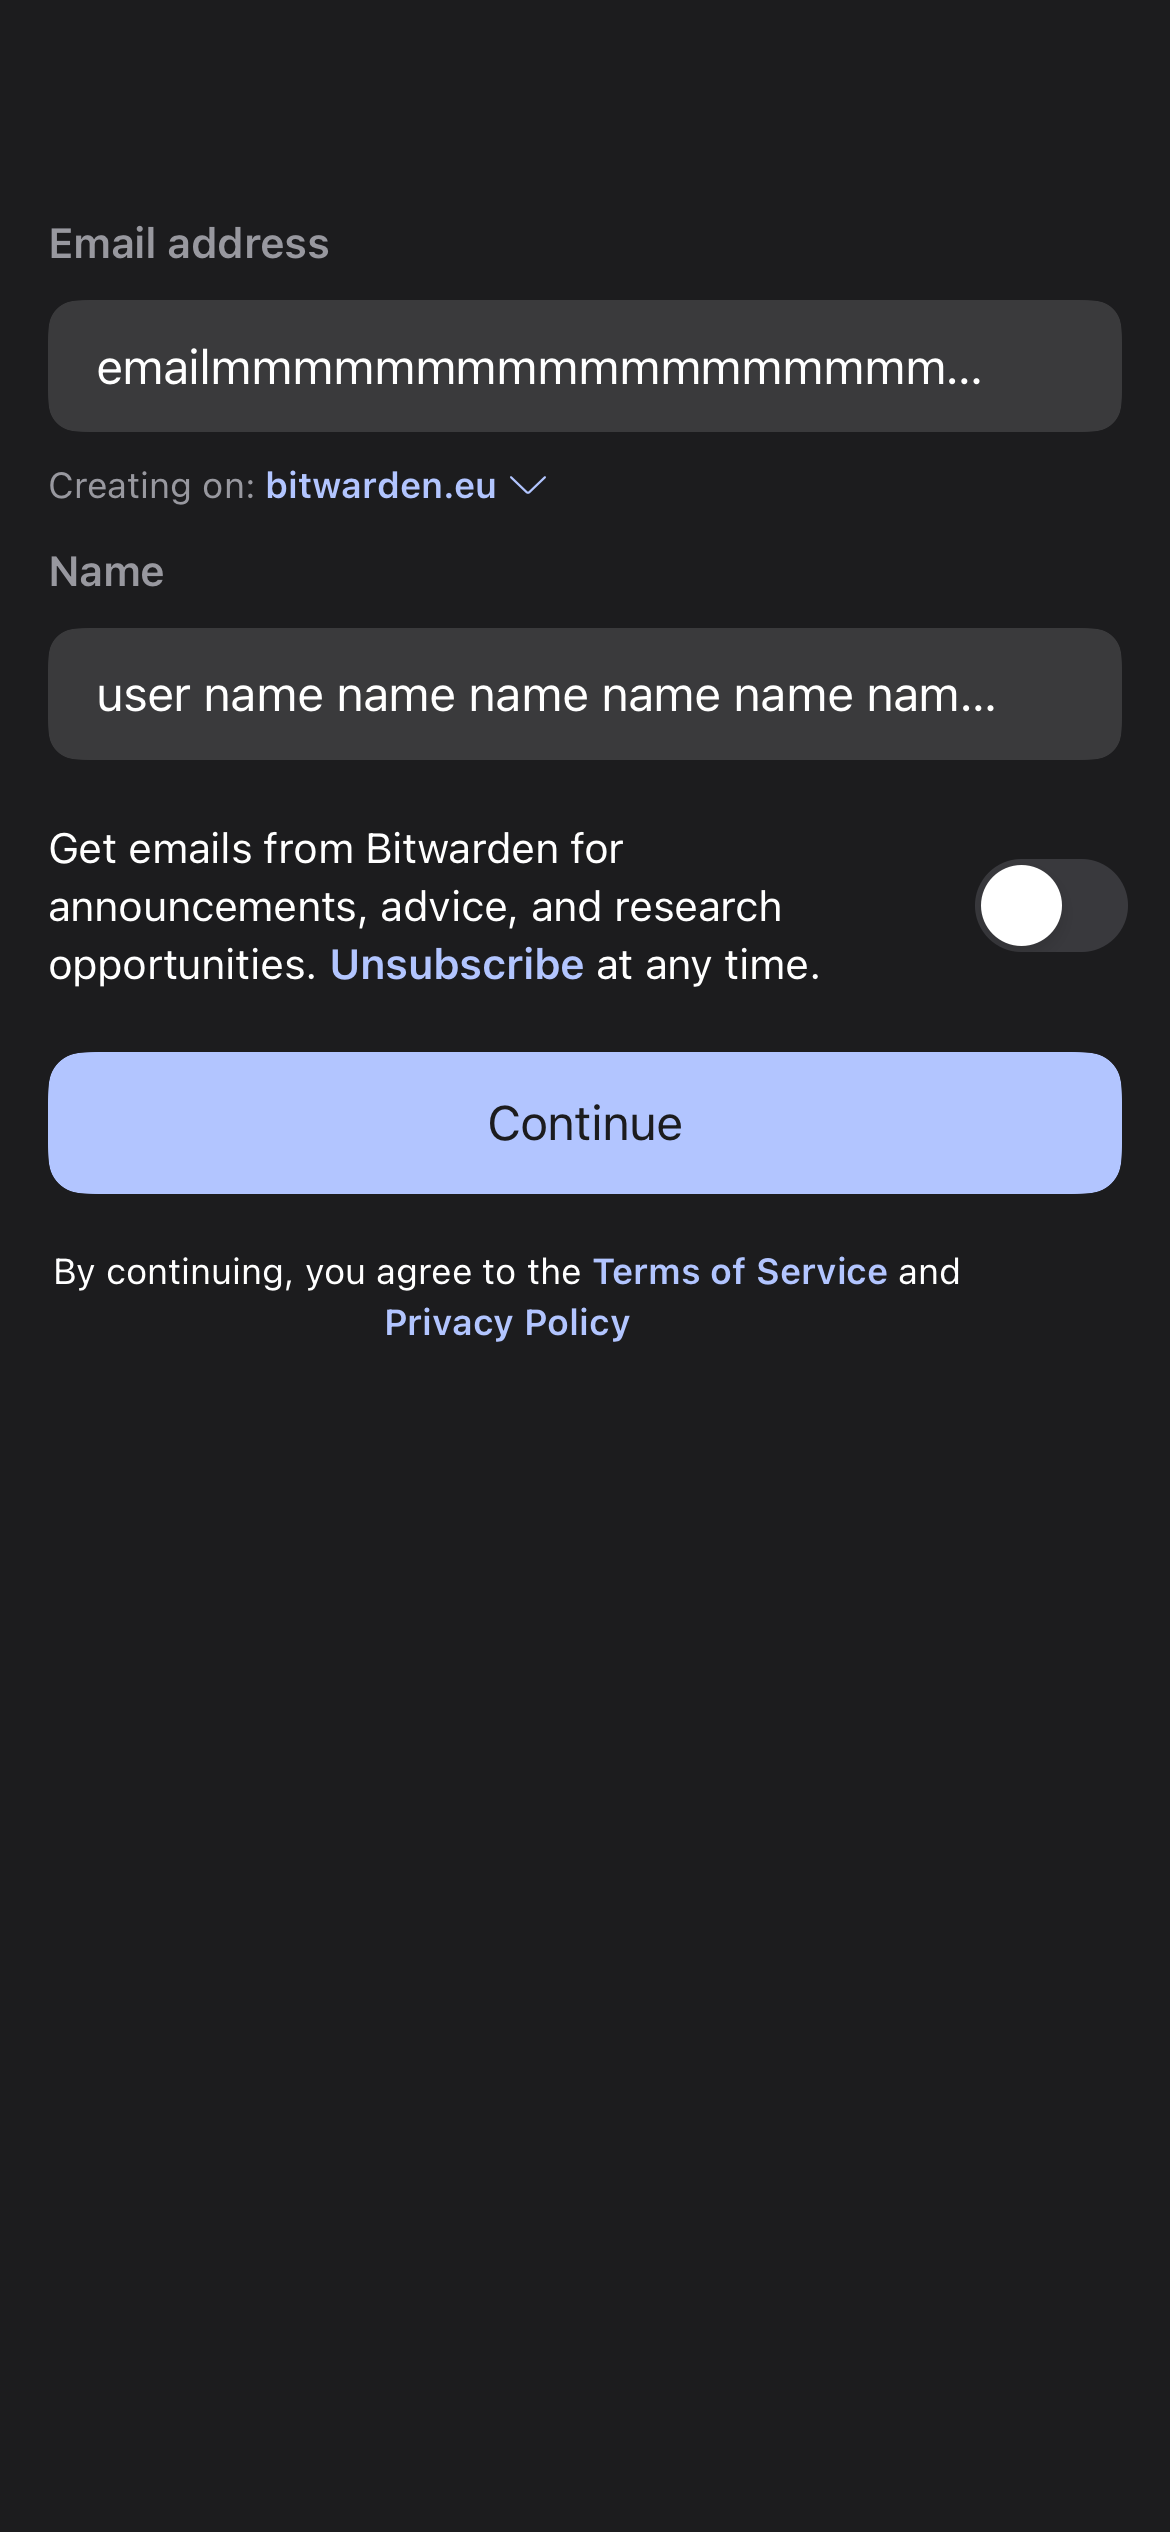 Email address
emailmmmmmmmmmmmmmmmmmm...
Creating on: bitwarden.eu
Name
user name name name name name nam...
Get emails from Bitwarden for
announcements, advice, and research
opportunities. Unsubscribe at any time.
Continue
By continuing, you agree to the Terms of Service and
Privacy Policy